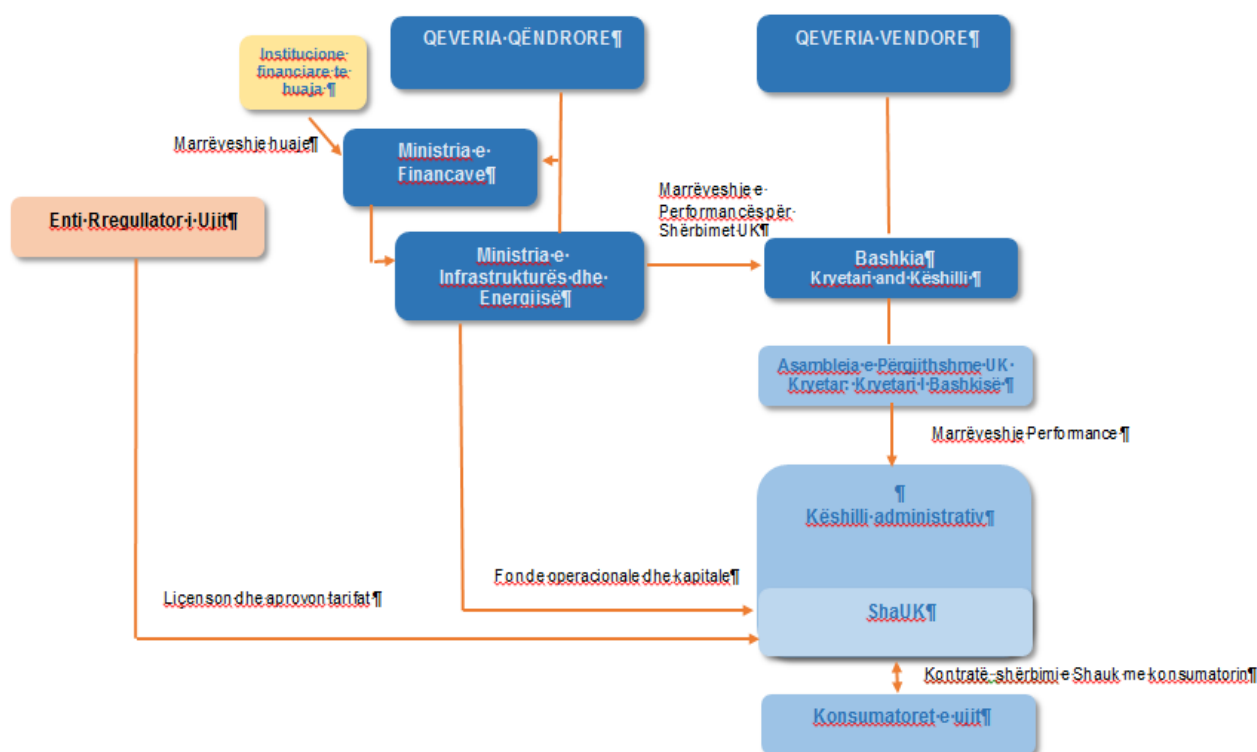 QEVERIA QËNDRORE¶
QEVERIA VENDORE¶
Institucione
financiare te
huaja ¶
Marrëveshje huaje¶
Ministria e
Financave¶
Marrëveshje e
Performancës për
Shërbimet UK¶
Enti Rregullator i Ujit¶
Ministria e
Infrastrukturës dhe
Energjisë¶
Bashkia¶
Kryetari and Këshilli ¶
Asambleja e Përgjithshme UK
Kryetar: Kryetari I Bashkisë ¶
Marrëveshje Performance ¶
¶
Këshilli administrativ¶
Fonde operacionale dhe kapitale¶
Liçenson dhe aprovon tarifat ¶
ShaUK¶
Kontratë shërbimi e Shauk me konsumatorin¶
Konsumatoret e ujit¶